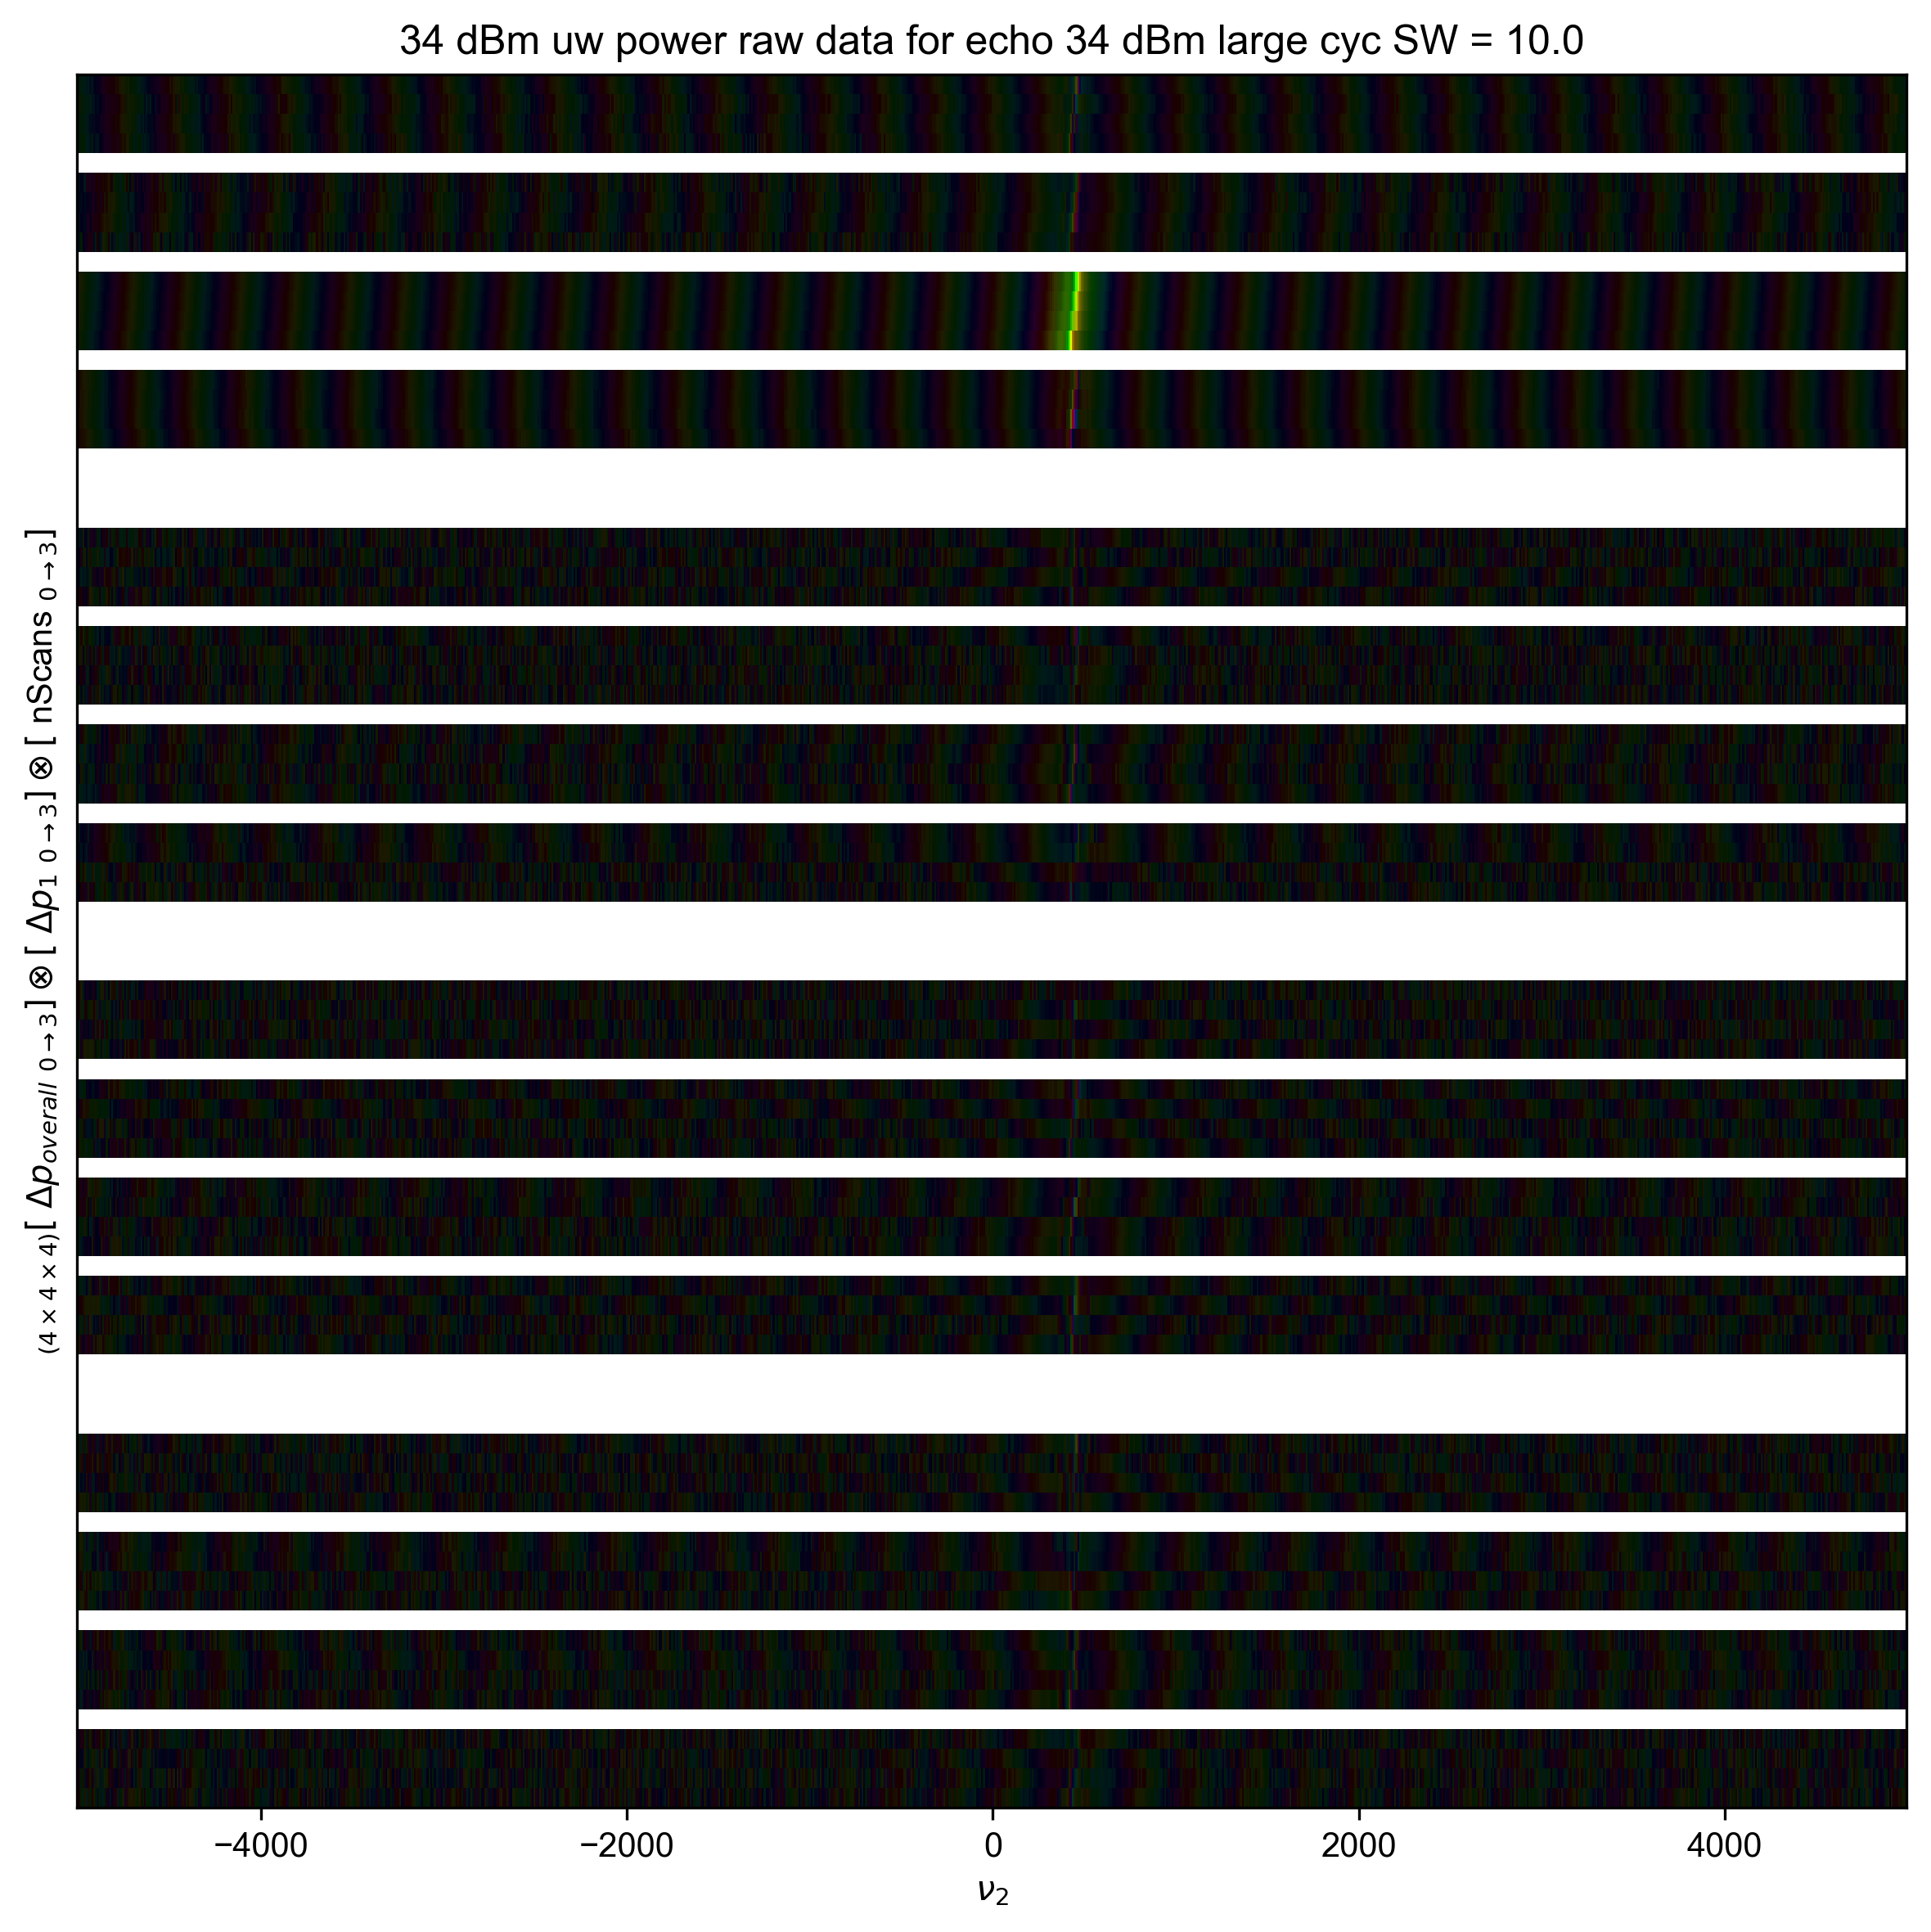 34 dBm uw power raw data for echo 34 dBm large cyc SW = 10.0
(4 × 4 × 4)[ Δp_overall 0→3] ⊗ [ Δp_1 0→3] ⊗ [ nScans 0→3]
−4000 −2000 0 2000 4000
ν_2